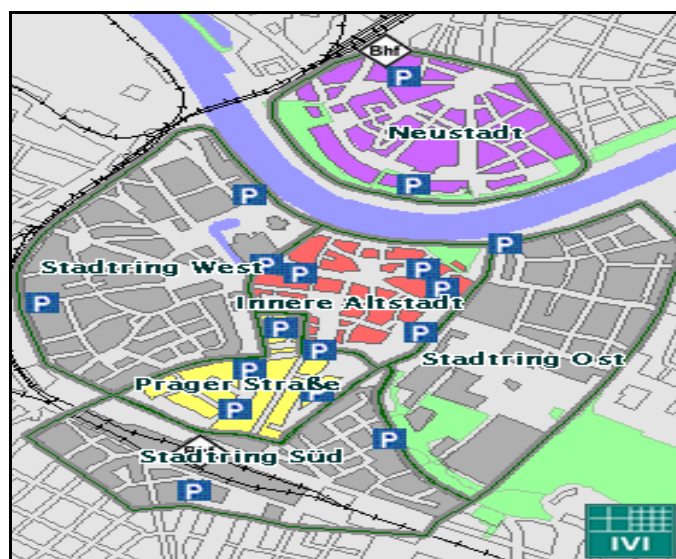 Bhf
P
Neustadt
P
P
P
Stadtring West
P
P
P
P
P
Innere Altstadt
P
P
P
Stadtring Ost
P
Prager Straße
P
P
P
Stadtring Süd
P
P
IVI